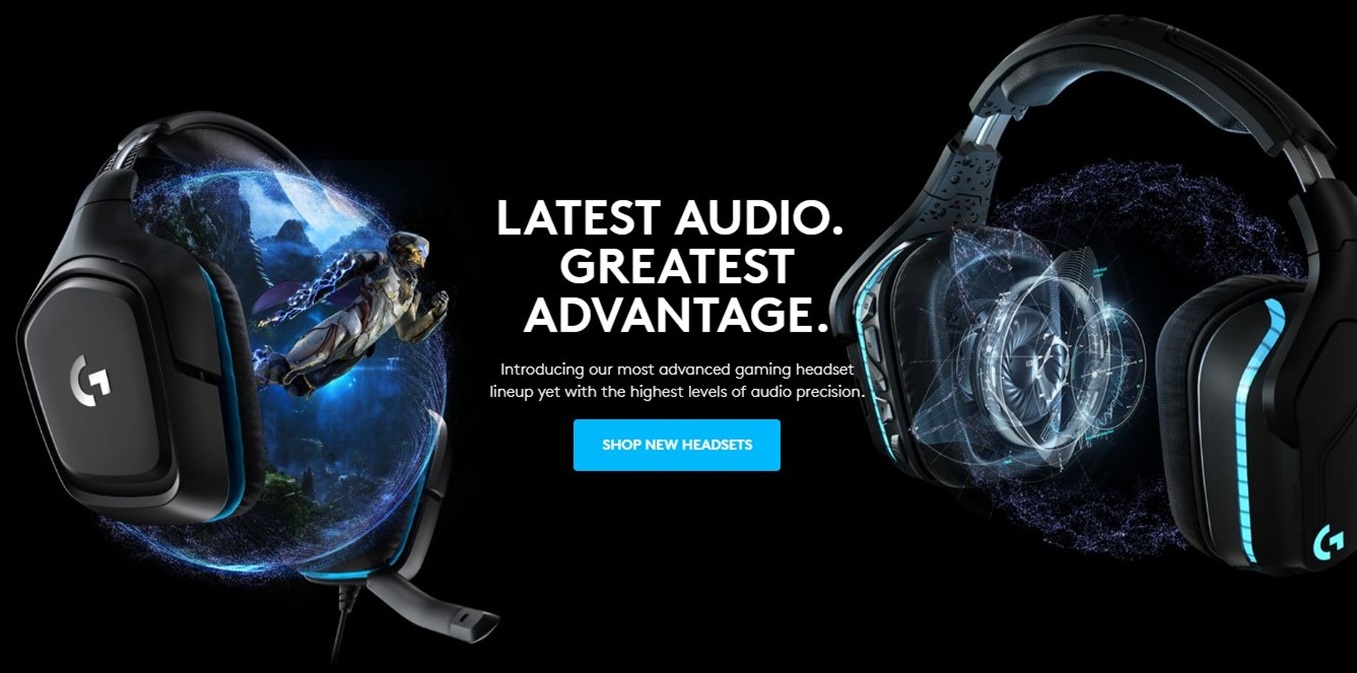 LATEST AUDIO.
GREATEST
ADVANTAGE.
Introducing our most advanced gaming headset
lineup yet with the highest levels of audio precision.
SHOP NEW HEADSETS